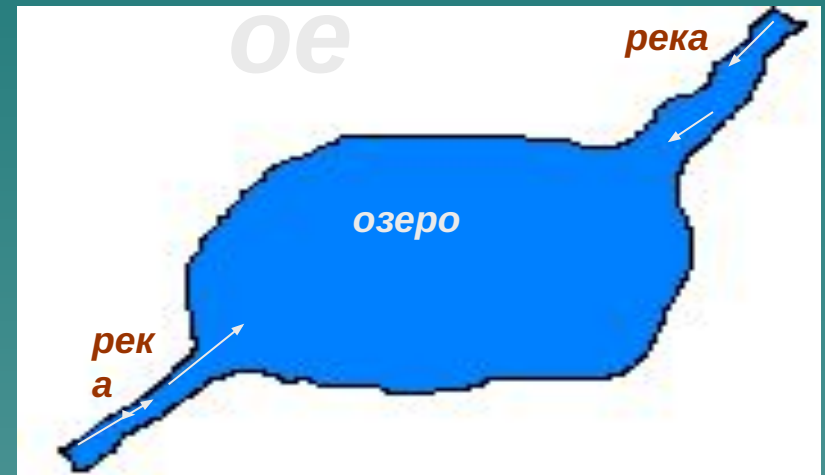 ое
река
озеро
рек
а